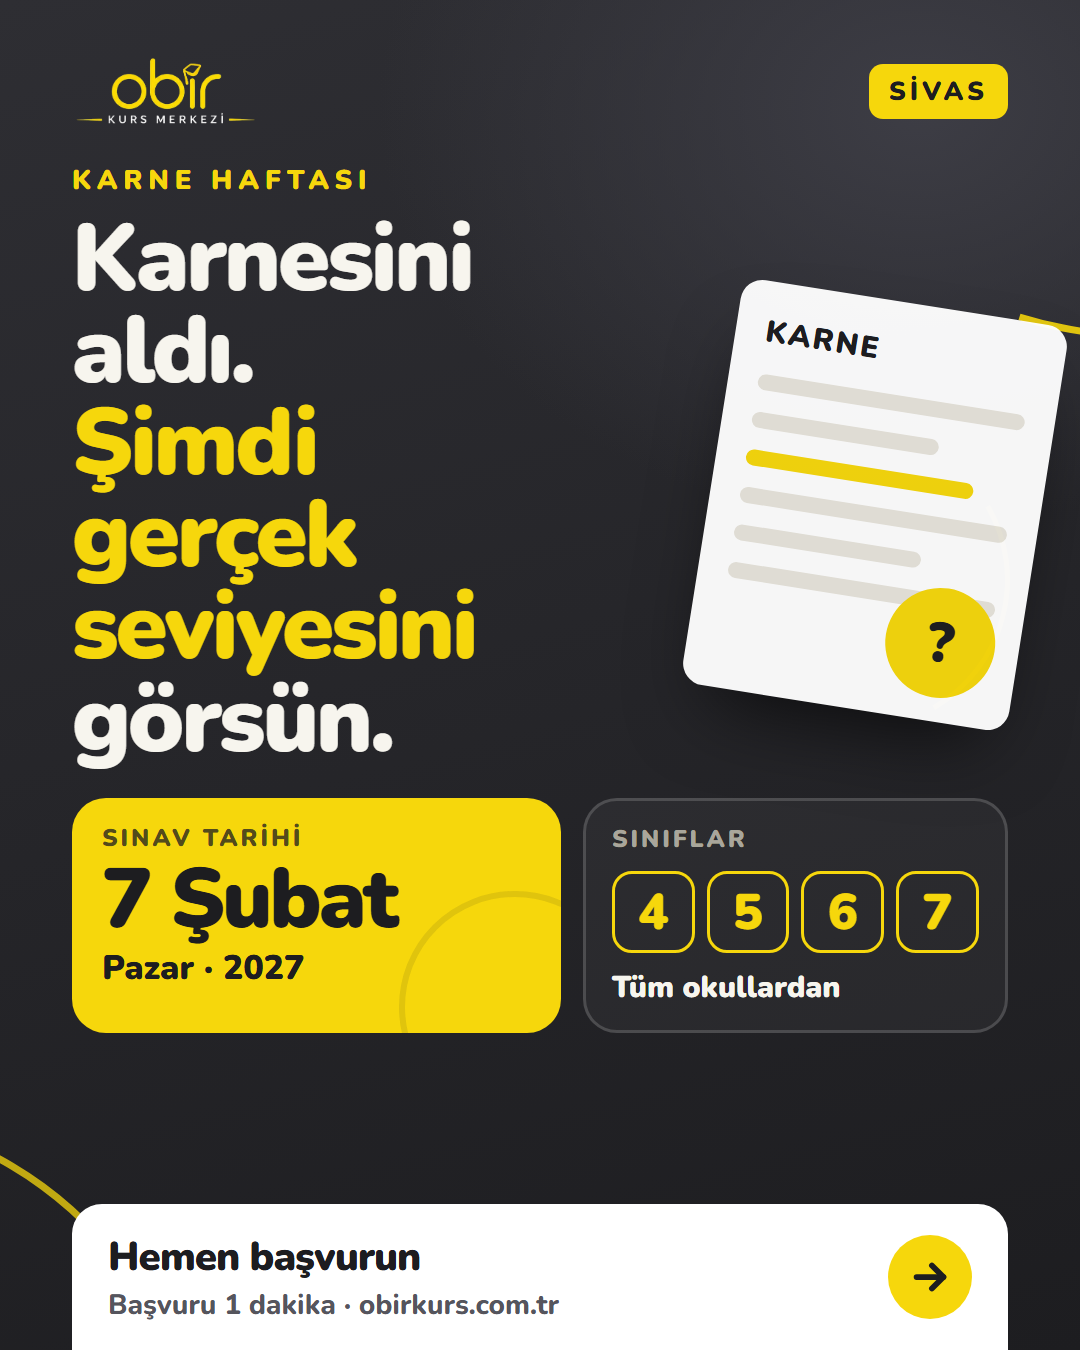 obir
KURS MERKEZİ
SİVAS
KARNE HAFTASI
Karnesini
aldı.
Şimdi
gerçek
seviyesini
görsün.
KARNE
?
SINAV TARİHİ
7 Şubat
Pazar · 2027
SINIFLAR
4 5 6 7
Tüm okullardan
Hemen başvurun
Başvuru 1 dakika · obirkurs.com.tr